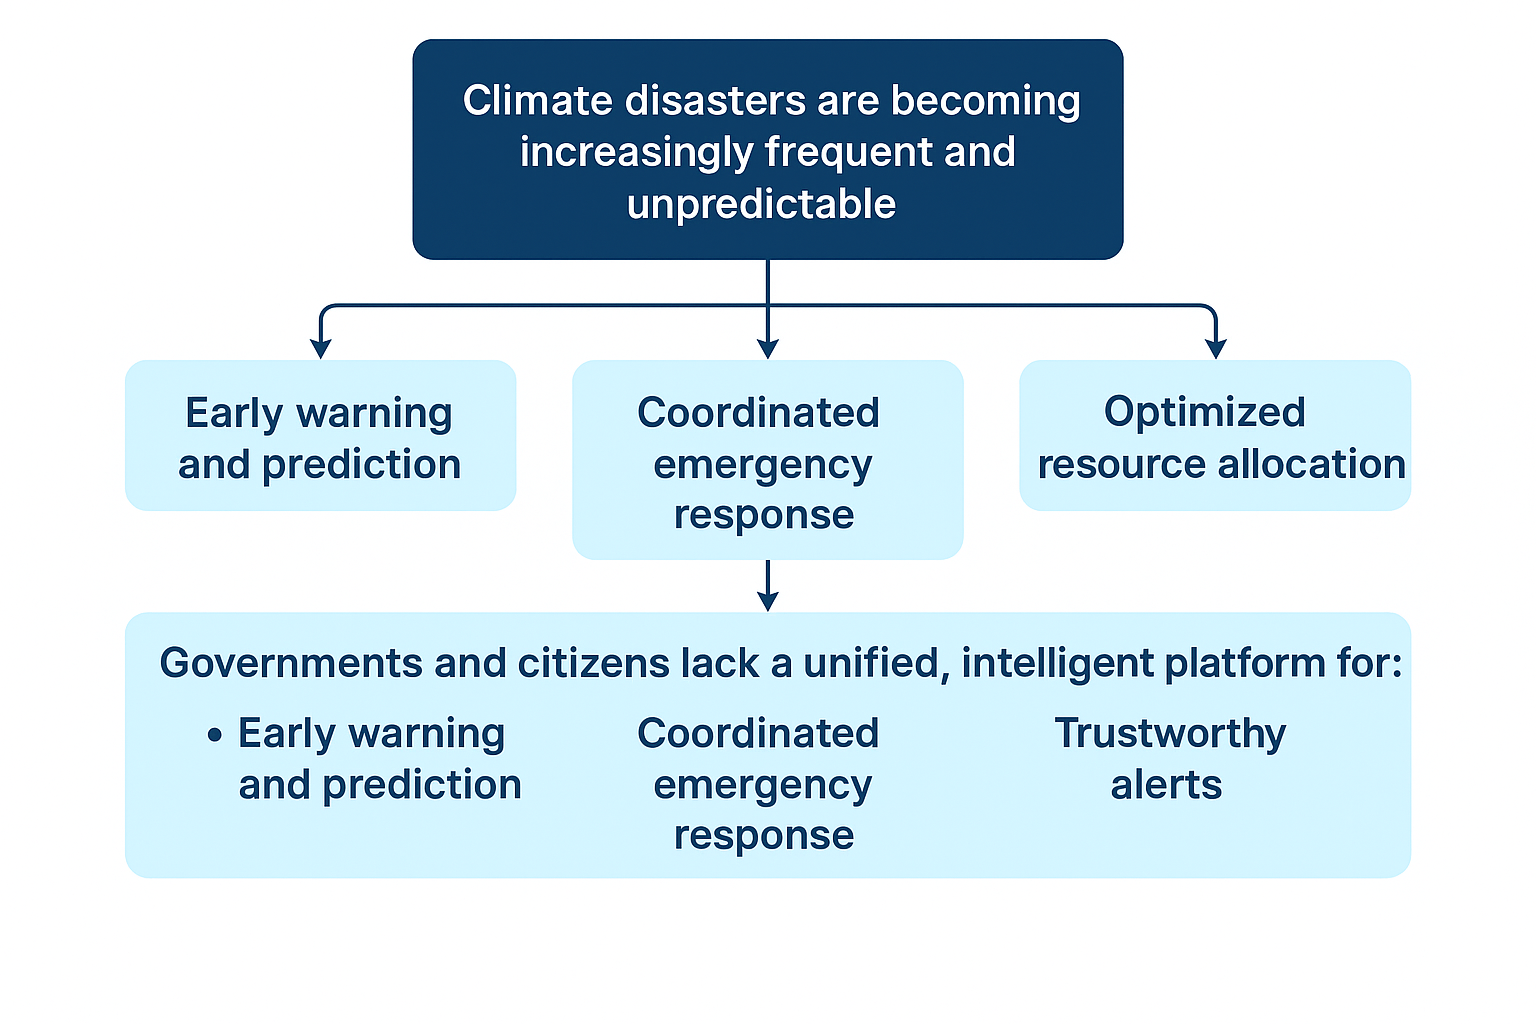 Climate disasters are becoming
increasingly frequent and
unpredictable
Early warning
and prediction
Coordinated
emergency
response
Optimized
resource allocation
Governments and citizens lack a unified, intelligent platform for:
• Early warning
and prediction
Coordinated
emergency
response
Trustworthy
alerts